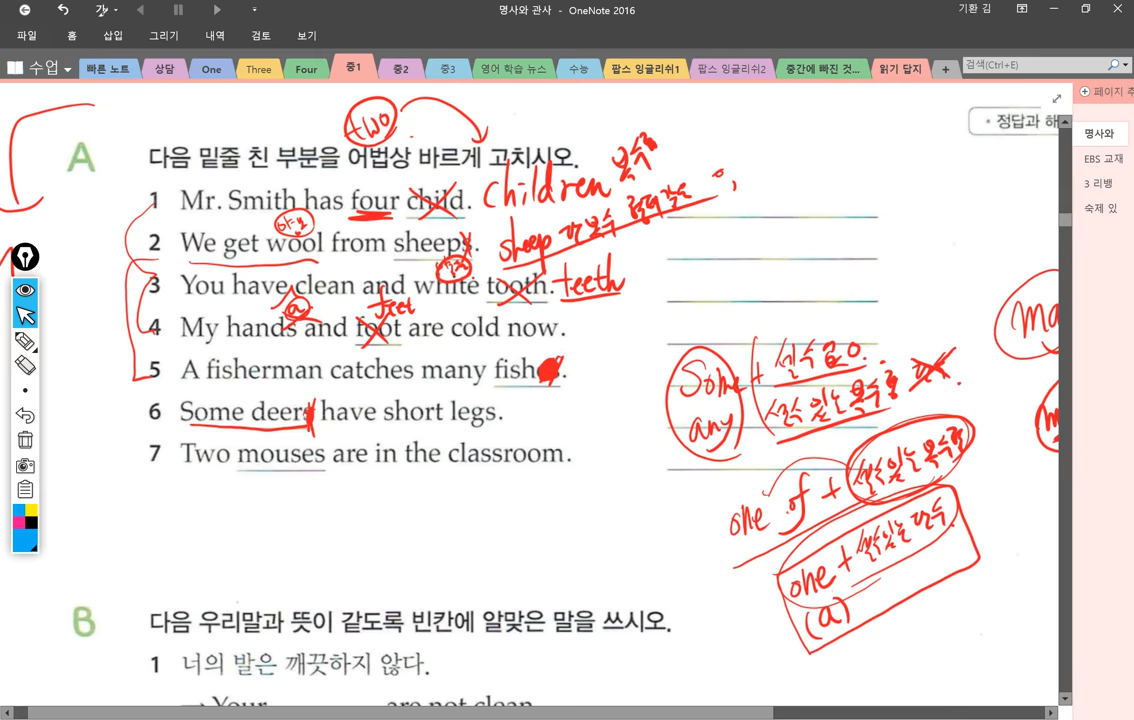 명사와 관사 - OneNote 2016
기환 김
파일 홈 삽입 그리기 내역 검토 보기
수업 빠른 노트 상담 One Three Four 중1 중2 중3 영어 학습 뉴스 수능 팝스 잉글리쉬1 팝스 잉글리쉬2 중간에 빠진 것... 읽기 답지 +
검색(Ctrl+E)
페이지 추
명사와
EBS 교재
3 리뱅
숙제 있
• 정답과 해
two
A 다음 밑줄 친 부분을 어법상 바르게 고치시오.
1 Mr. Smith has four child. children 복수형
2 We get wool from sheeps. sheep
3 You have clean and white tooth. teeth
a feet
4 My hands and foot are cold now.
5 A fisherman catches many fishes.
6 Some deers have short legs.
7 Two mouses are in the classroom.
Some +
any 셀수 있는 복수형
one of + 셀수있는 복수형
one + 셀수있는 단수
(a)
B 다음 우리말과 뜻이 같도록 빈칸에 알맞은 말을 쓰시오.
1 너의 발은 깨끗하지 않다.
→ Your are not clean